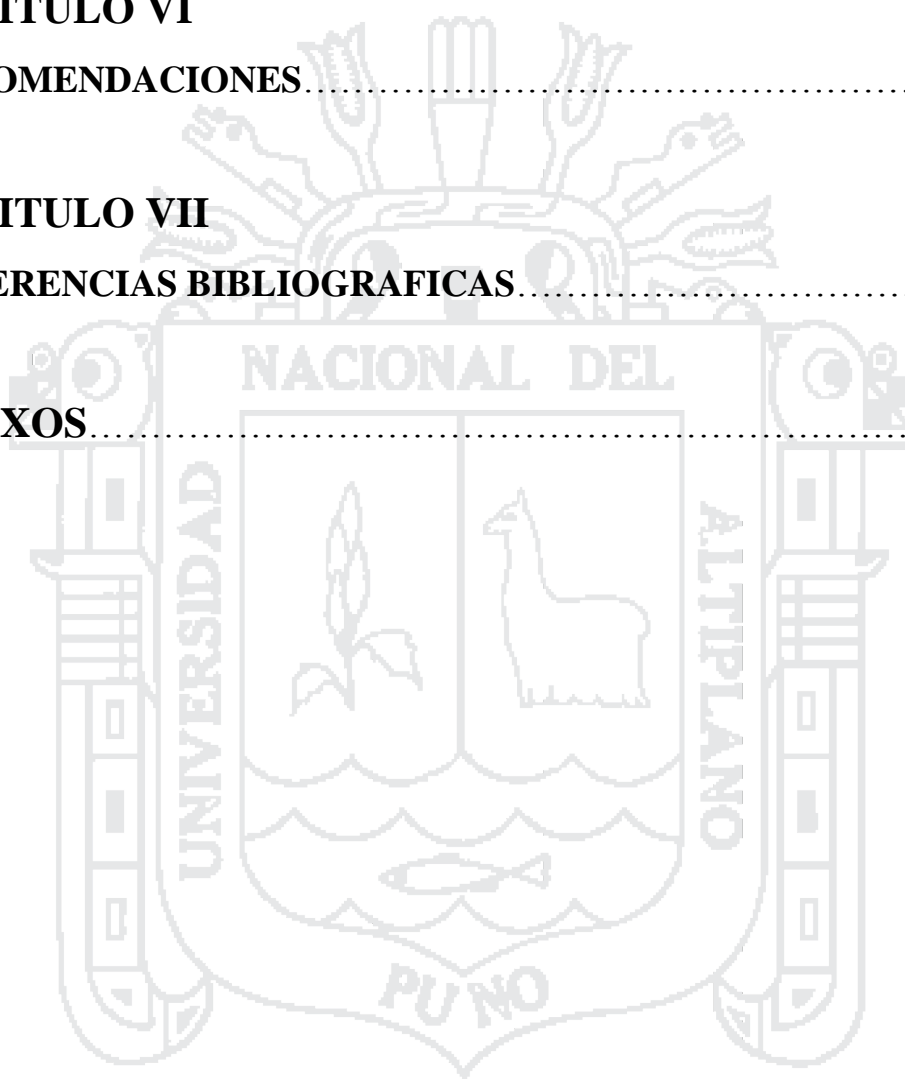 ITULO VI
OMENDACIONES................................................
ITULO VII
ERENCIAS BIBLIOGRAFICAS................................
XOS................................................................
NACIONAL DEL
UNIVERSIDAD
ALTIPLANO
PUNO